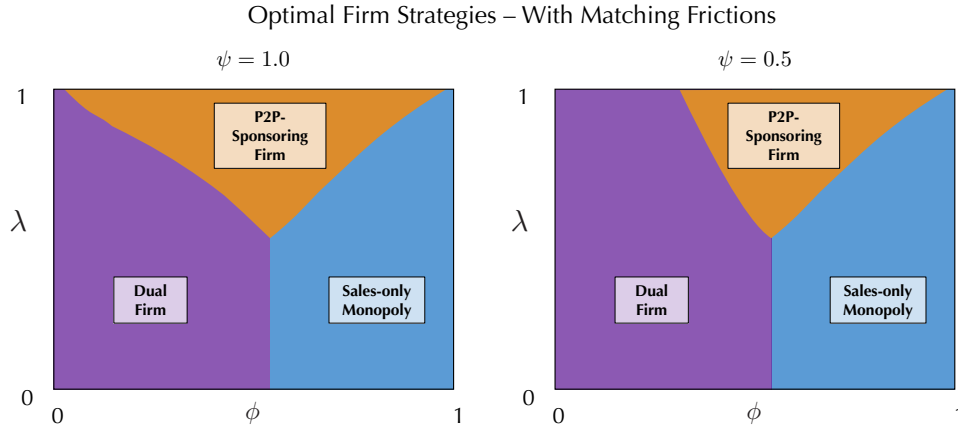 Optimal Firm Strategies – With Matching Frictions
ψ = 1.0
1
λ
0
0
ϕ
1
P2P-
Sponsoring
Firm
Dual
Firm
Sales-only
Monopoly
ψ = 0.5
1
λ
0
0
ϕ
1
P2P-
Sponsoring
Firm
Dual
Firm
Sales-only
Monopoly